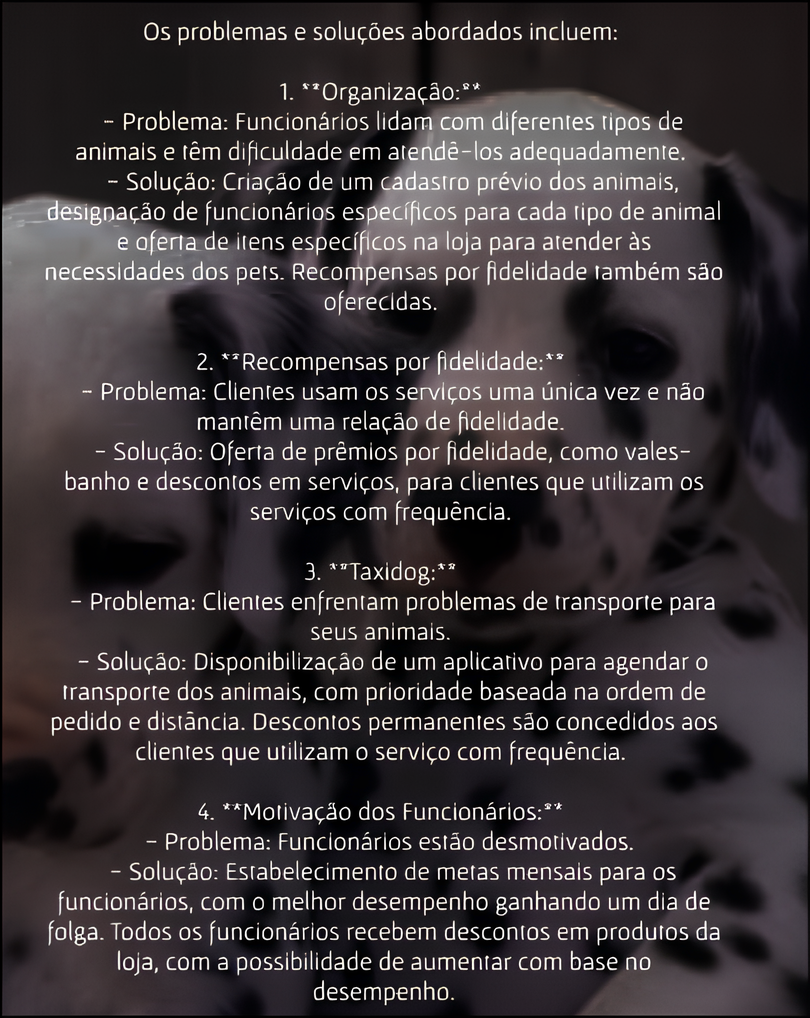 Os problemas e soluções abordados incluem:
1. **Organização:**
- Problema: Funcionários lidam com diferentes tipos de
animais e têm dificuldade em atendê-los adequadamente.
- Solução: Criação de um cadastro prévio dos animais,
designação de funcionários específicos para cada tipo de animal
e oferta de itens específicos na loja para atender às
necessidades dos pets. Recompensas por fidelidade também são
oferecidas.
2. **Recompensas por fidelidade:**
- Problema: Clientes usam os serviços uma única vez e não
mantêm uma relação de fidelidade.
- Solução: Oferta de prêmios por fidelidade, como vales-
banho e descontos em serviços, para clientes que utilizam os
serviços com frequência.
3. **Taxidog:**
- Problema: Clientes enfrentam problemas de transporte para
seus animais.
- Solução: Disponibilização de um aplicativo para agendar o
transporte dos animais, com prioridade baseada na ordem de
pedido e distância. Descontos permanentes são concedidos aos
clientes que utilizam o serviço com frequência.
4. **Motivação dos Funcionários:**
- Problema: Funcionários estão desmotivados.
- Solução: Estabelecimento de metas mensais para os
funcionários, com o melhor desempenho ganhando um dia de
folga. Todos os funcionários recebem descontos em produtos da
loja, com a possibilidade de aumentar com base no
desempenho.